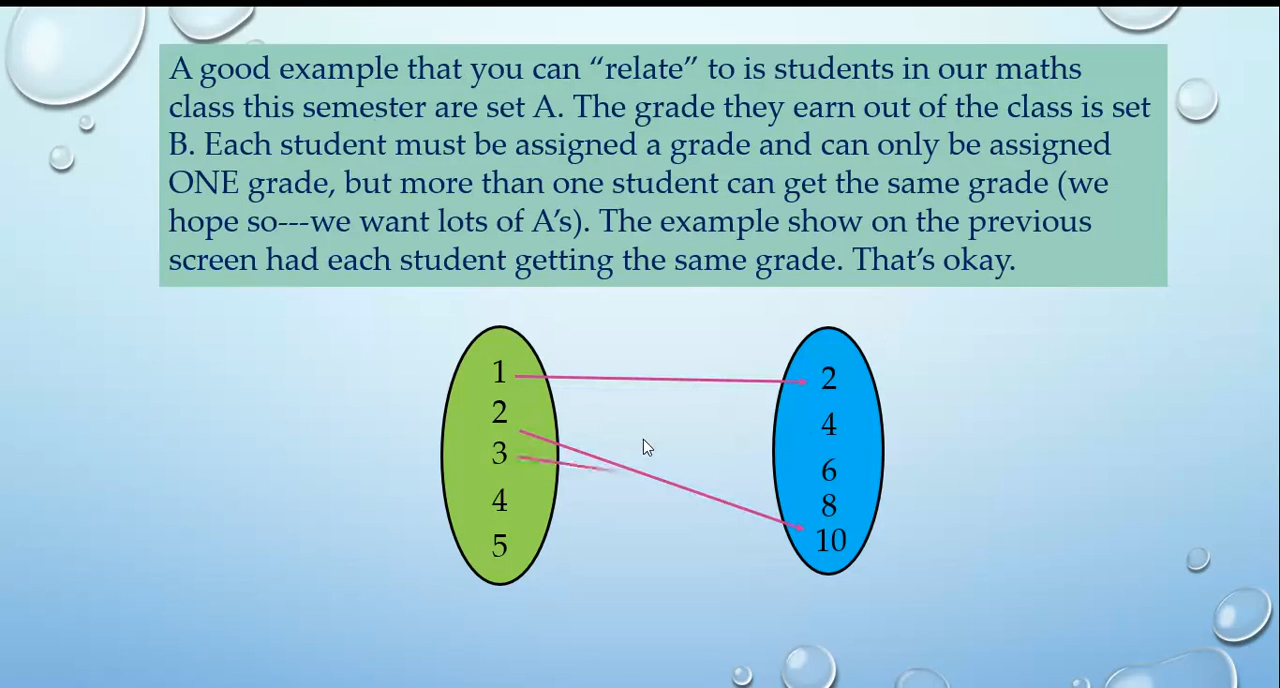 A good example that you can “relate” to is students in our maths
class this semester are set A. The grade they earn out of the class is set
B. Each student must be assigned a grade and can only be assigned
ONE grade, but more than one student can get the same grade (we
hope so---we want lots of A’s). The example show on the previous
screen had each student getting the same grade. That’s okay.
1
2
3
4
5
2
4
6
8
10